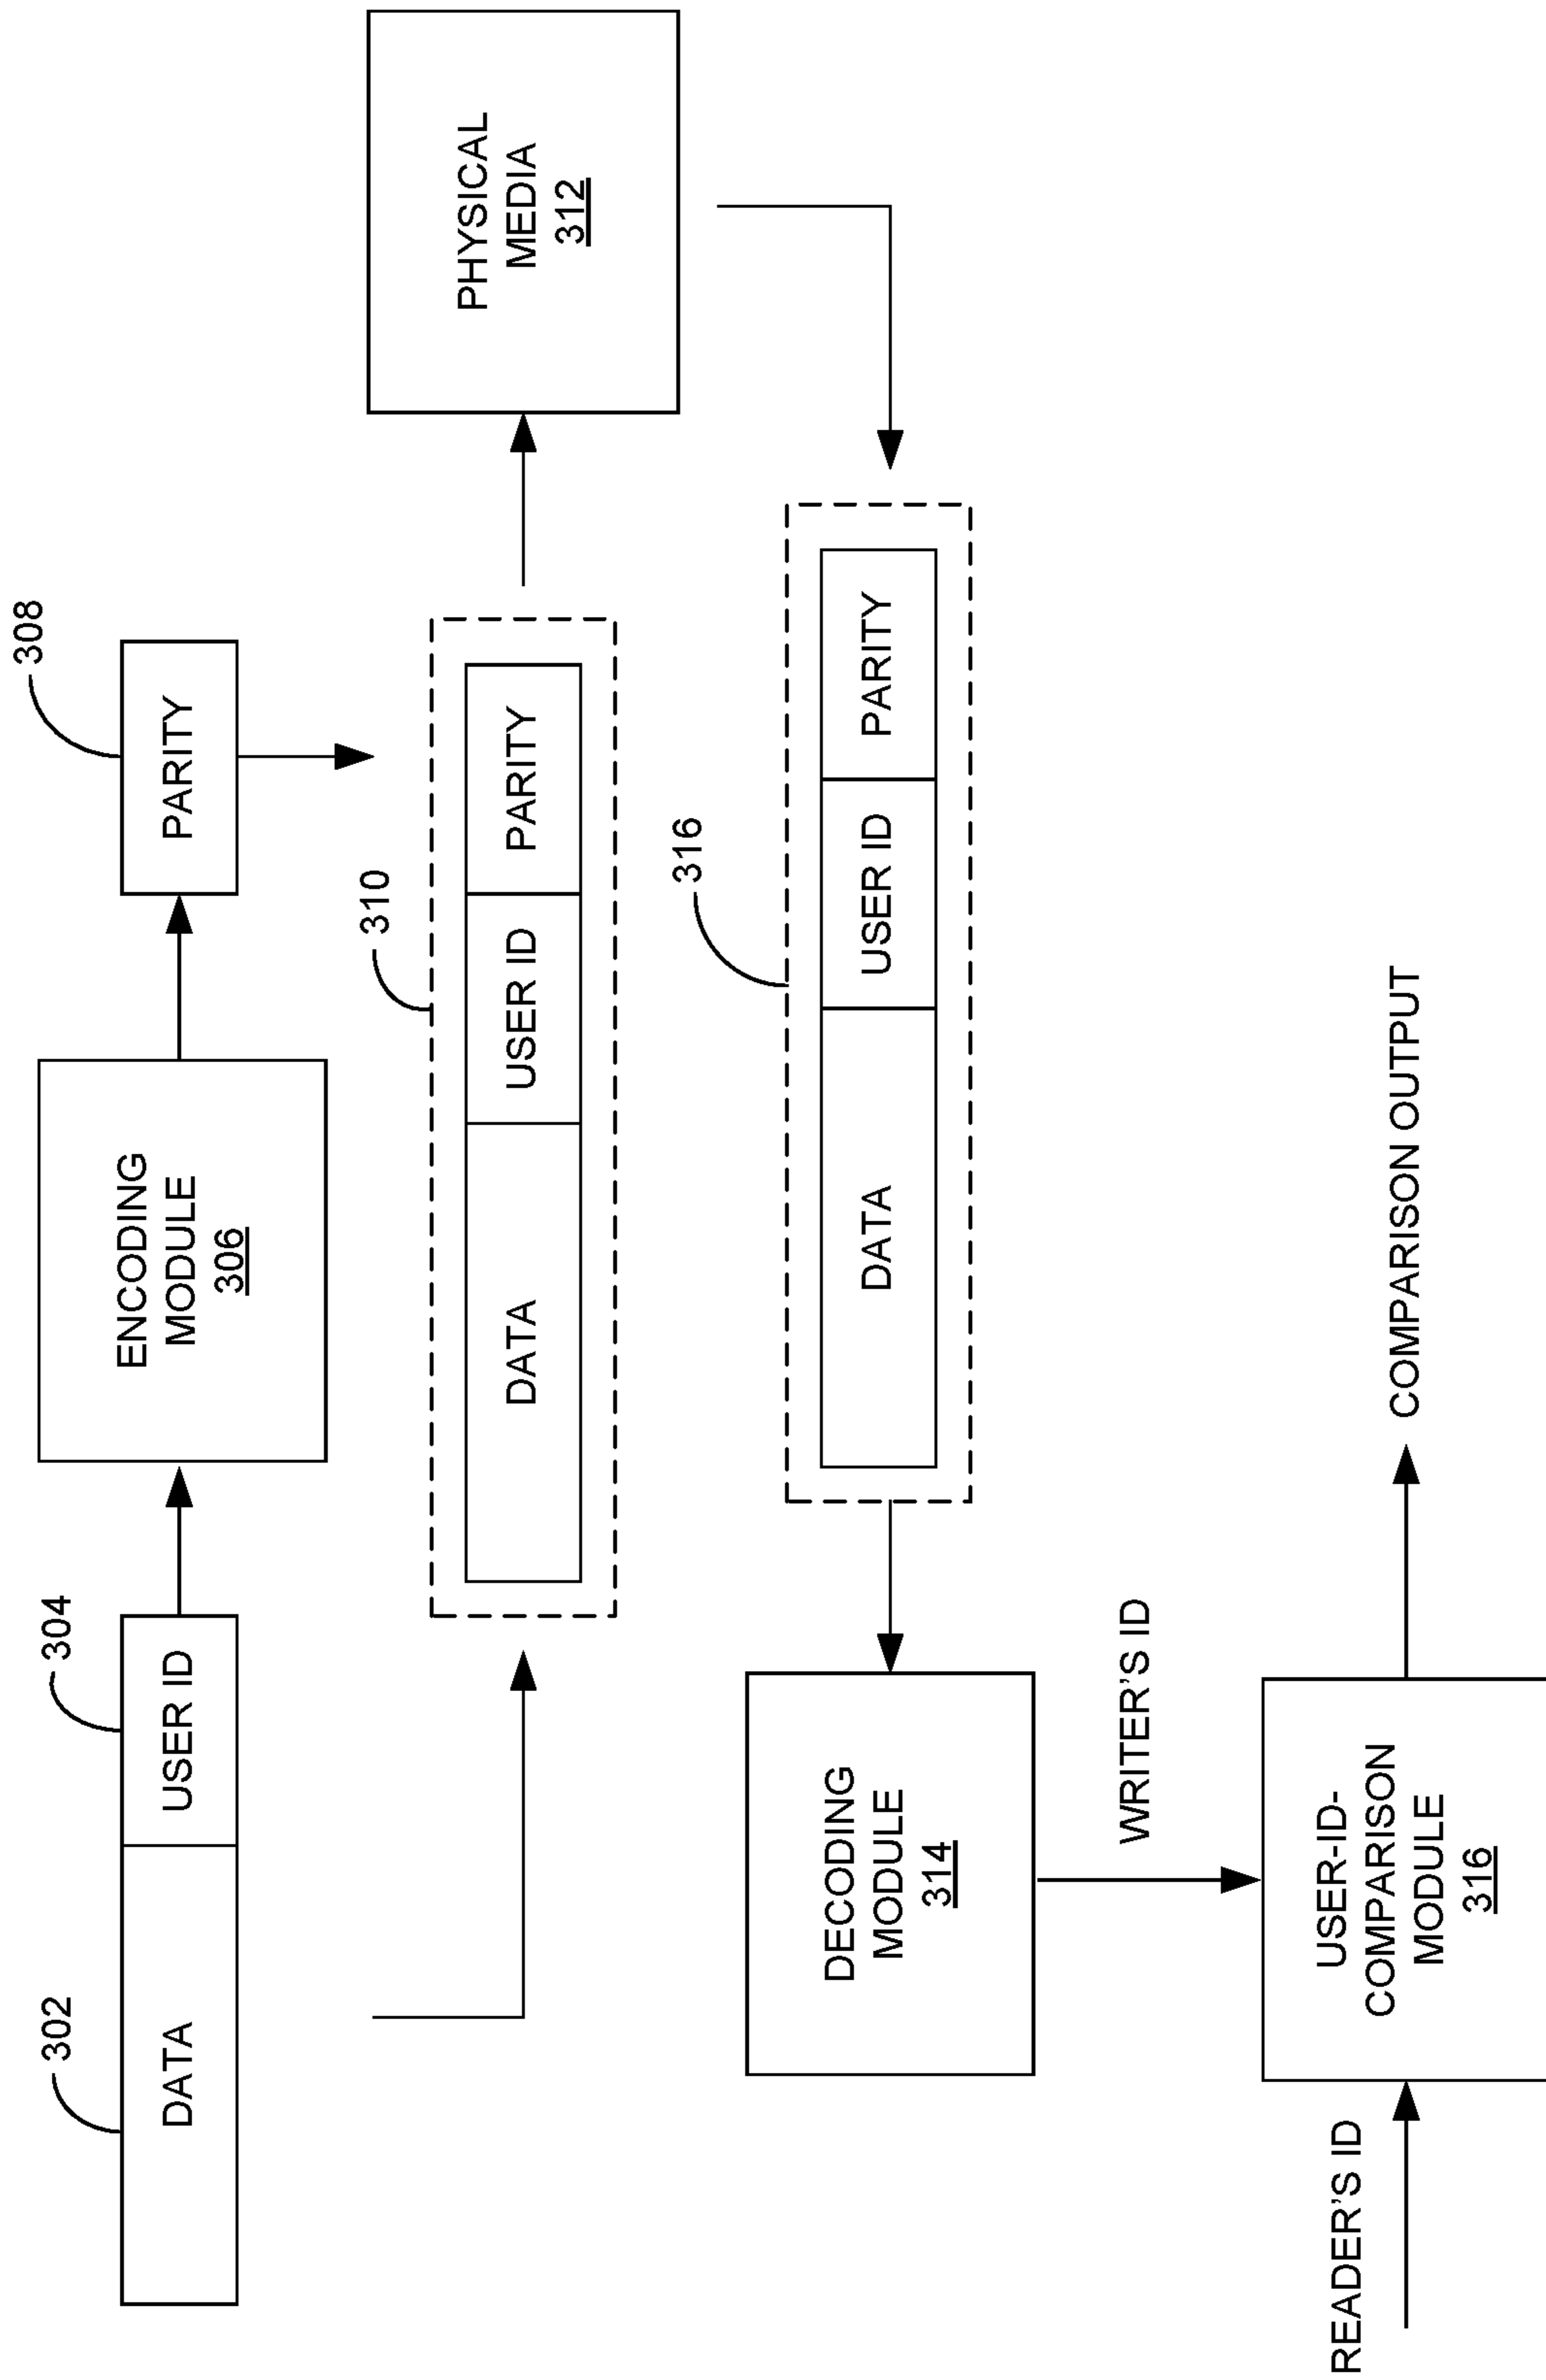 302
304
308
DATA
USER ID
ENCODING
MODULE
306
PARITY
310
DATA
USER ID
PARITY
PHYSICAL
MEDIA
312
316
DATA
USER ID
PARITY
DECODING
MODULE
314
WRITER'S ID
READER'S ID
USER-ID-
COMPARISON
MODULE
316
COMPARISON OUTPUT